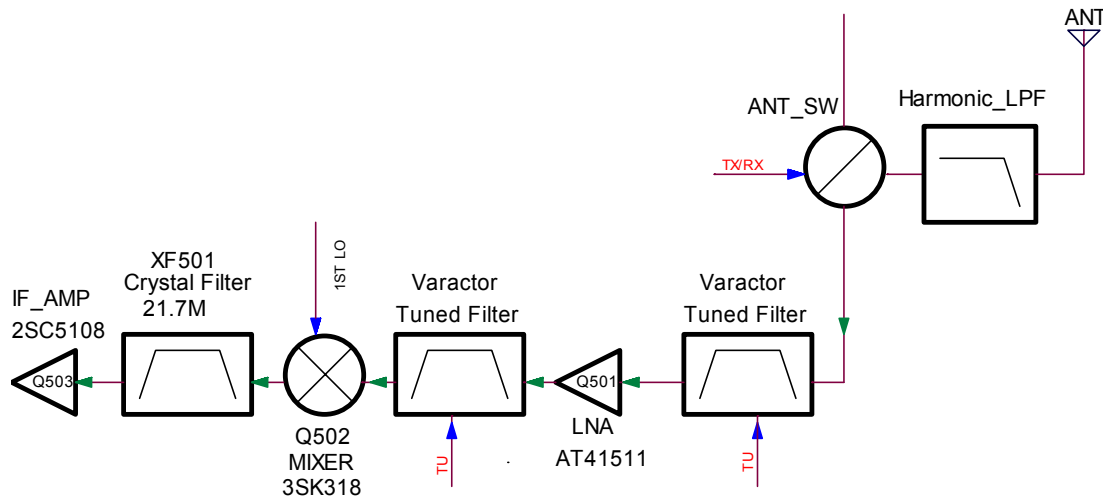 ANT
ANT_SW
Harmonic_LPF
TX/RX
1ST LO
XF501
Crystal Filter
21.7M
IF_AMP
2SC5108
Varactor
Tuned Filter
Varactor
Tuned Filter
Q503
Q501
Q502
MIXER
3SK318
TU
LNA
AT41511
TU